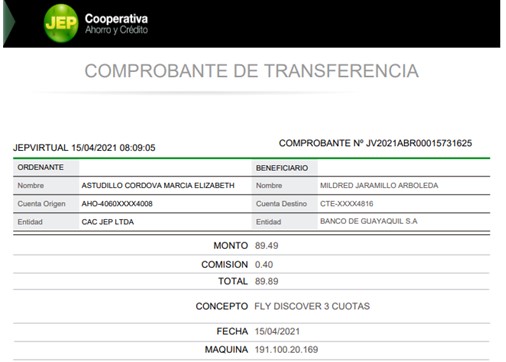 JEP Cooperativa
Ahorro y Crédito
COMPROBANTE DE TRANSFERENCIA
JEPVIRTUAL 15/04/2021 08:09:05
COMPROBANTE Nº JV2021ABR00015731625
ORDENANTE BENEFICIARIO
Nombre ASTUDILLO CORDOVA MARCIA ELIZABETH Nombre MILDRED JARAMILLO ARBOLEDA
Cuenta Origen AHO-4060XXXX4008 Cuenta Destino CTE-XXXX4816
Entidad CAC JEP LTDA Entidad BANCO DE GUAYAQUIL S.A
MONTO 89.49
COMISION 0.40
TOTAL 89.89
CONCEPTO FLY DISCOVER 3 CUOTAS
FECHA 15/04/2021
MAQUINA 191.100.20.169